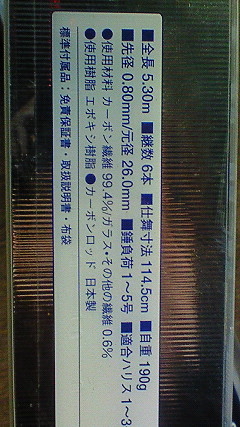 ■全長 5.30m ■継数 6本 ■仕舞寸法 114.5cm ■自重 190g
■先径 0.80mm/元径 26.0mm ■錘負荷 1〜5号 ■適合ハリス 1〜3
●使用材料 カーボン繊維 99.4%/ガラス・その他の繊維 0.6%
●使用樹脂 エポキシ樹脂 ●カーボンロッド 日本製
標準付属品：免責保証書・取扱説明書・布袋